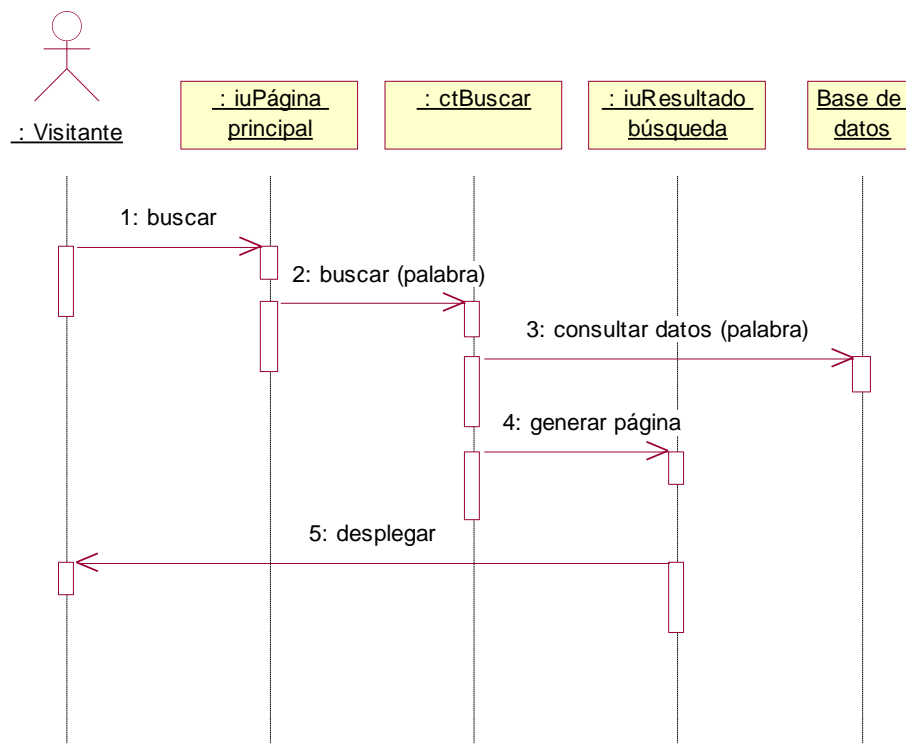 : Visitante
: iuPágina
principal
: ctBuscar
: iuResultado
búsqueda
Base de
datos
1: buscar
2: buscar (palabra)
3: consultar datos (palabra)
4: generar página
5: desplegar